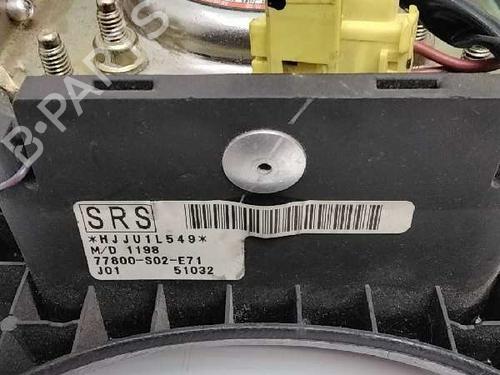 SRS
*HJJU1L549*
M/D 1198
77800-S02-E71
J01 51032
B-PARTS